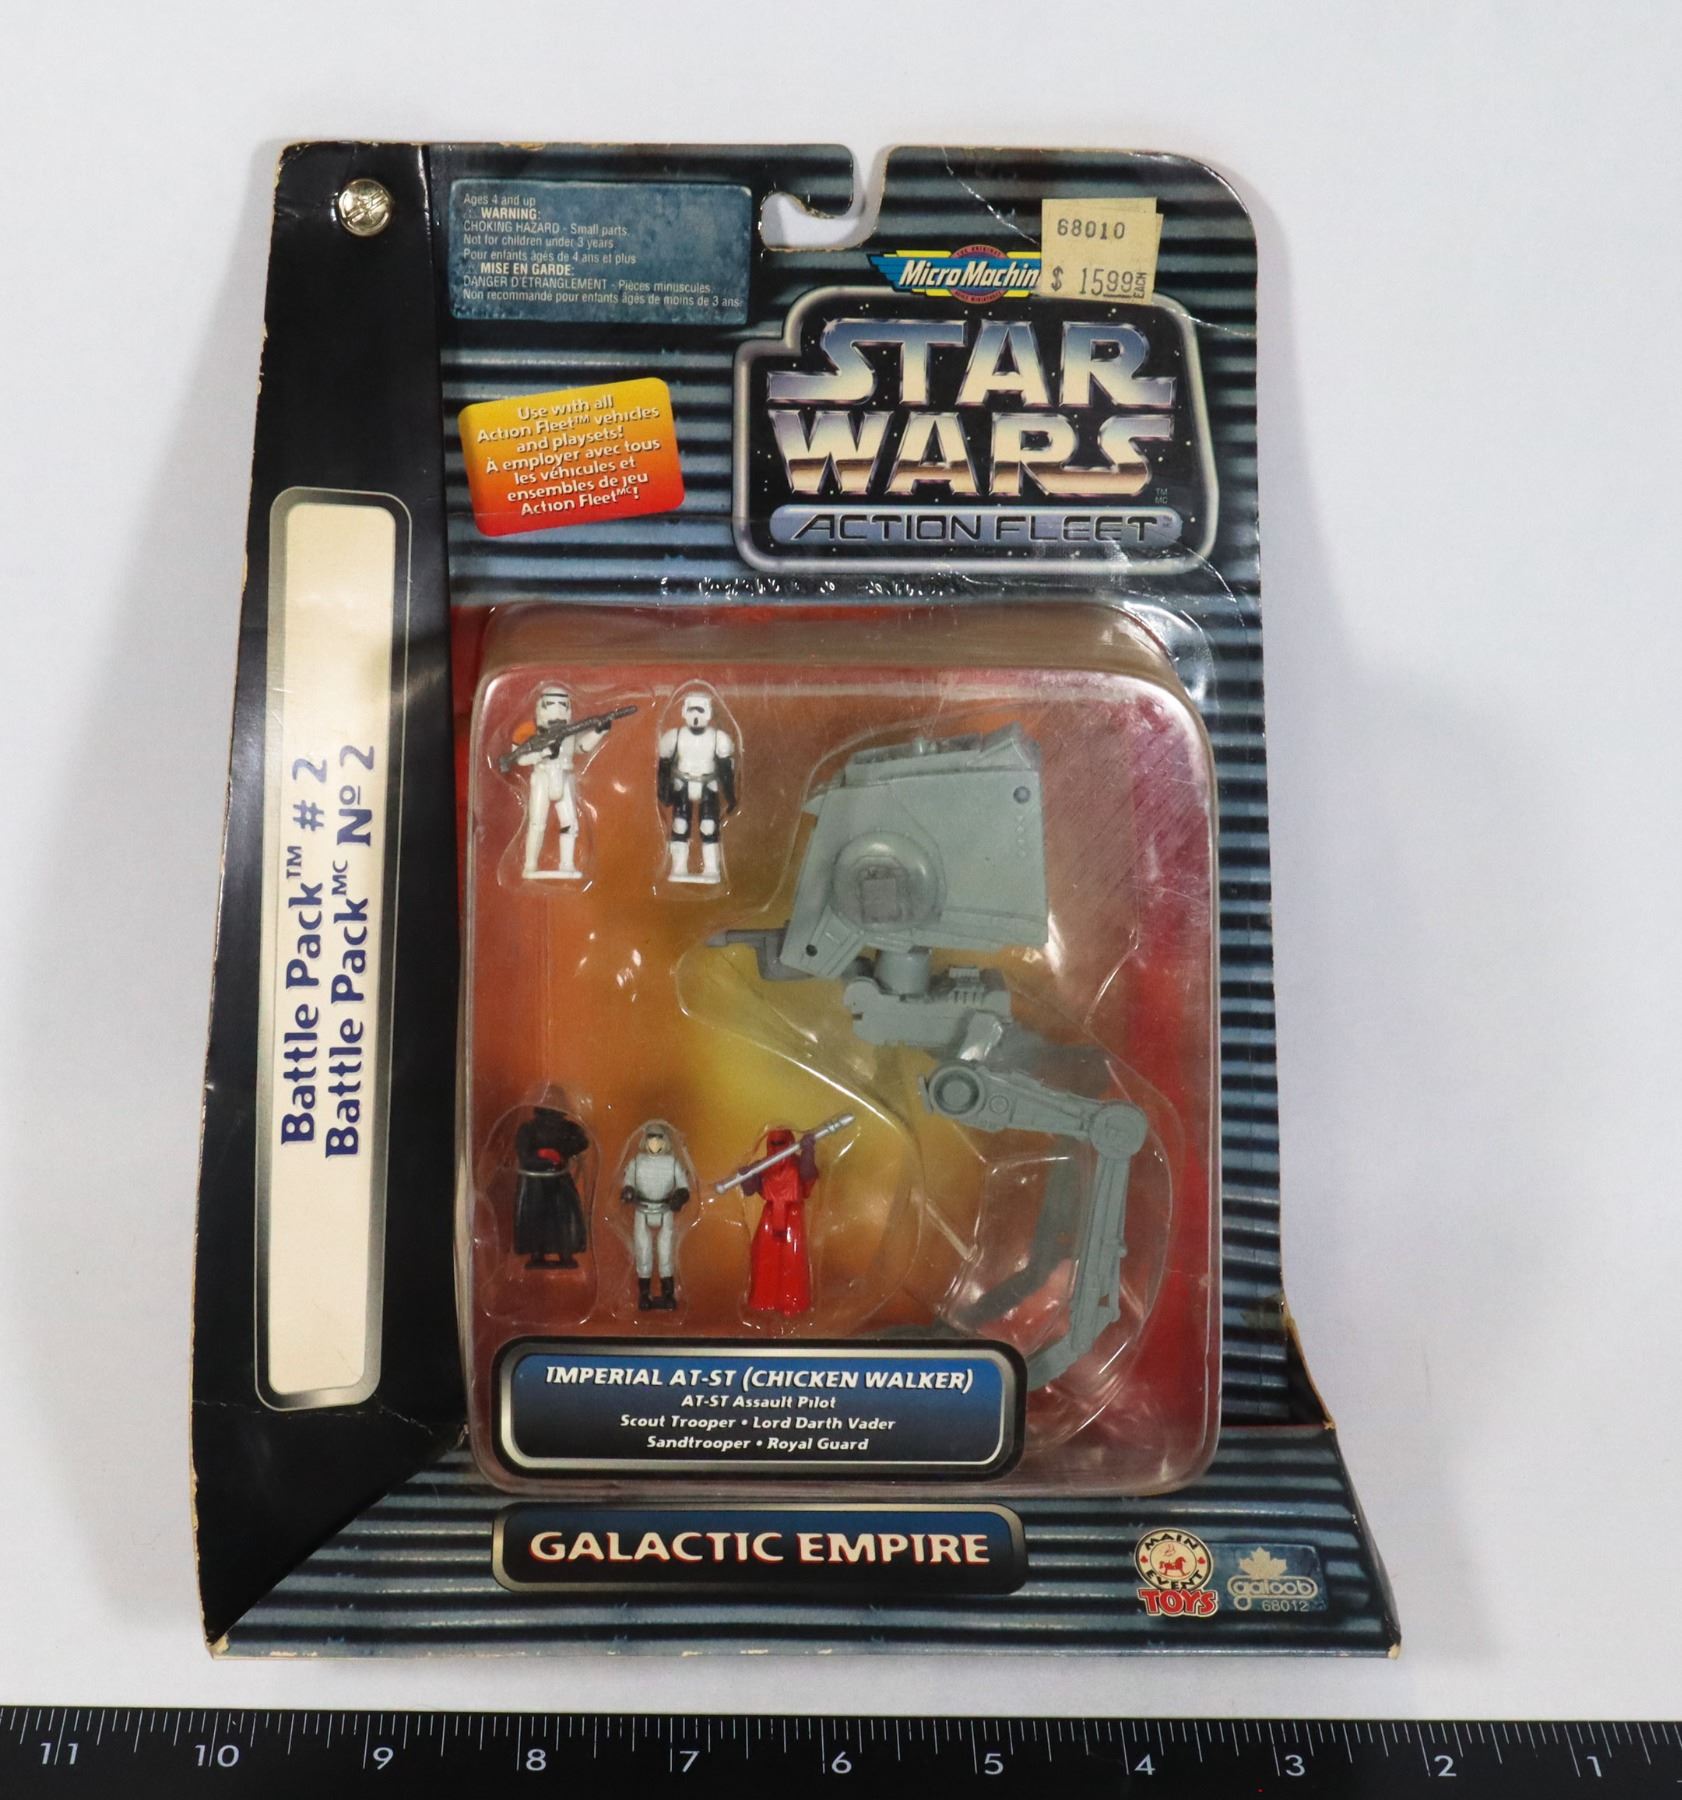 Ages 4 and up
WARNING:
CHOKING HAZARD - Small parts.
Not for children under 3 years
Pour enfants âgés de 4 ans et plus
MISE EN GARDE:
DANGER D'ÉTRANGLEMENT - Pièces minuscules.
Non recommandé pour enfants âgés de moins de 3 ans.
68010
$ 1599 EACH
Micro Machin
STAR
WARS
TM
MC
ACTION FLEET
Use with all
Action Fleet™ vehicles
and playsets!
À employer avec tous
les véhicules et
ensembles de jeu
Action Fleet MC!
Battle Pack™ # 2
Battle Pack MC Nº 2
IMPERIAL AT-ST (CHICKEN WALKER)
AT-ST Assault Pilot
Scout Trooper • Lord Darth Vader
Sandtrooper • Royal Guard
GALACTIC EMPIRE
MAIN
EVENT
TOYS
galoob
68012
11 10 9 8 7 6 5 4 3 2 1